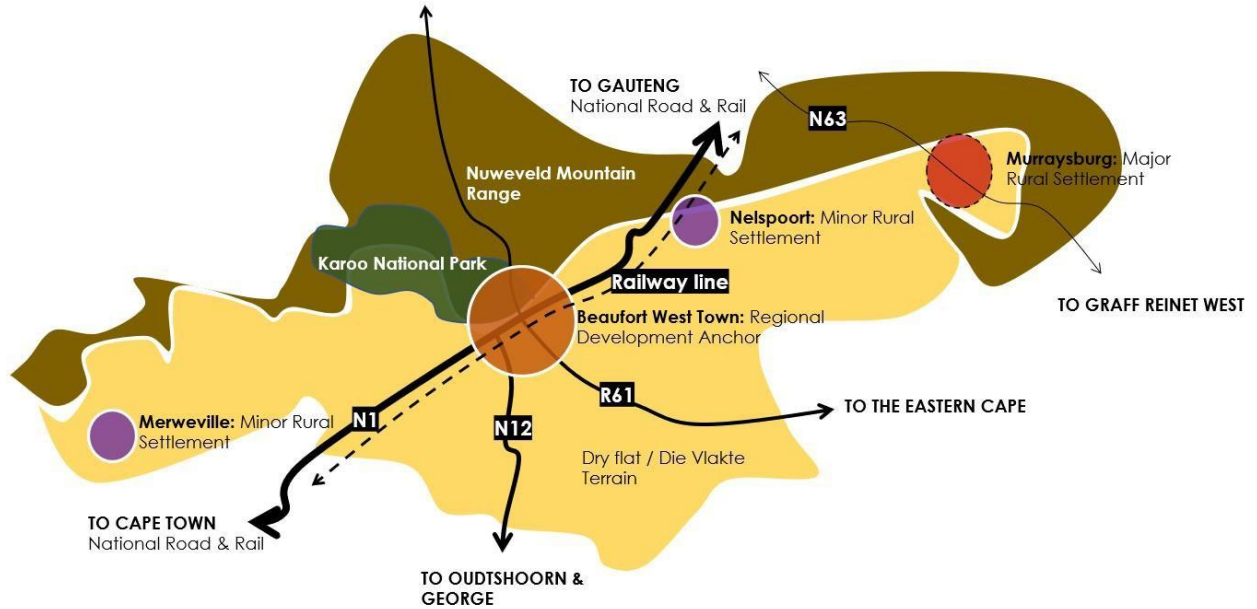 TO GAUTENG
National Road & Rail
N63
Murraysburg: Major
Rural Settlement
Nuweveld Mountain
Range
Nelspoort: Minor Rural
Settlement
Karoo National Park
Railway line
TO GRAFF REINET WEST
Beaufort West Town: Regional
Development Anchor
R61
TO THE EASTERN CAPE
Merweville: Minor Rural
Settlement
N1
N12
Dry flat / Die Vlakte
Terrain
TO CAPE TOWN
National Road & Rail
TO OUDTSHOORN &
GEORGE